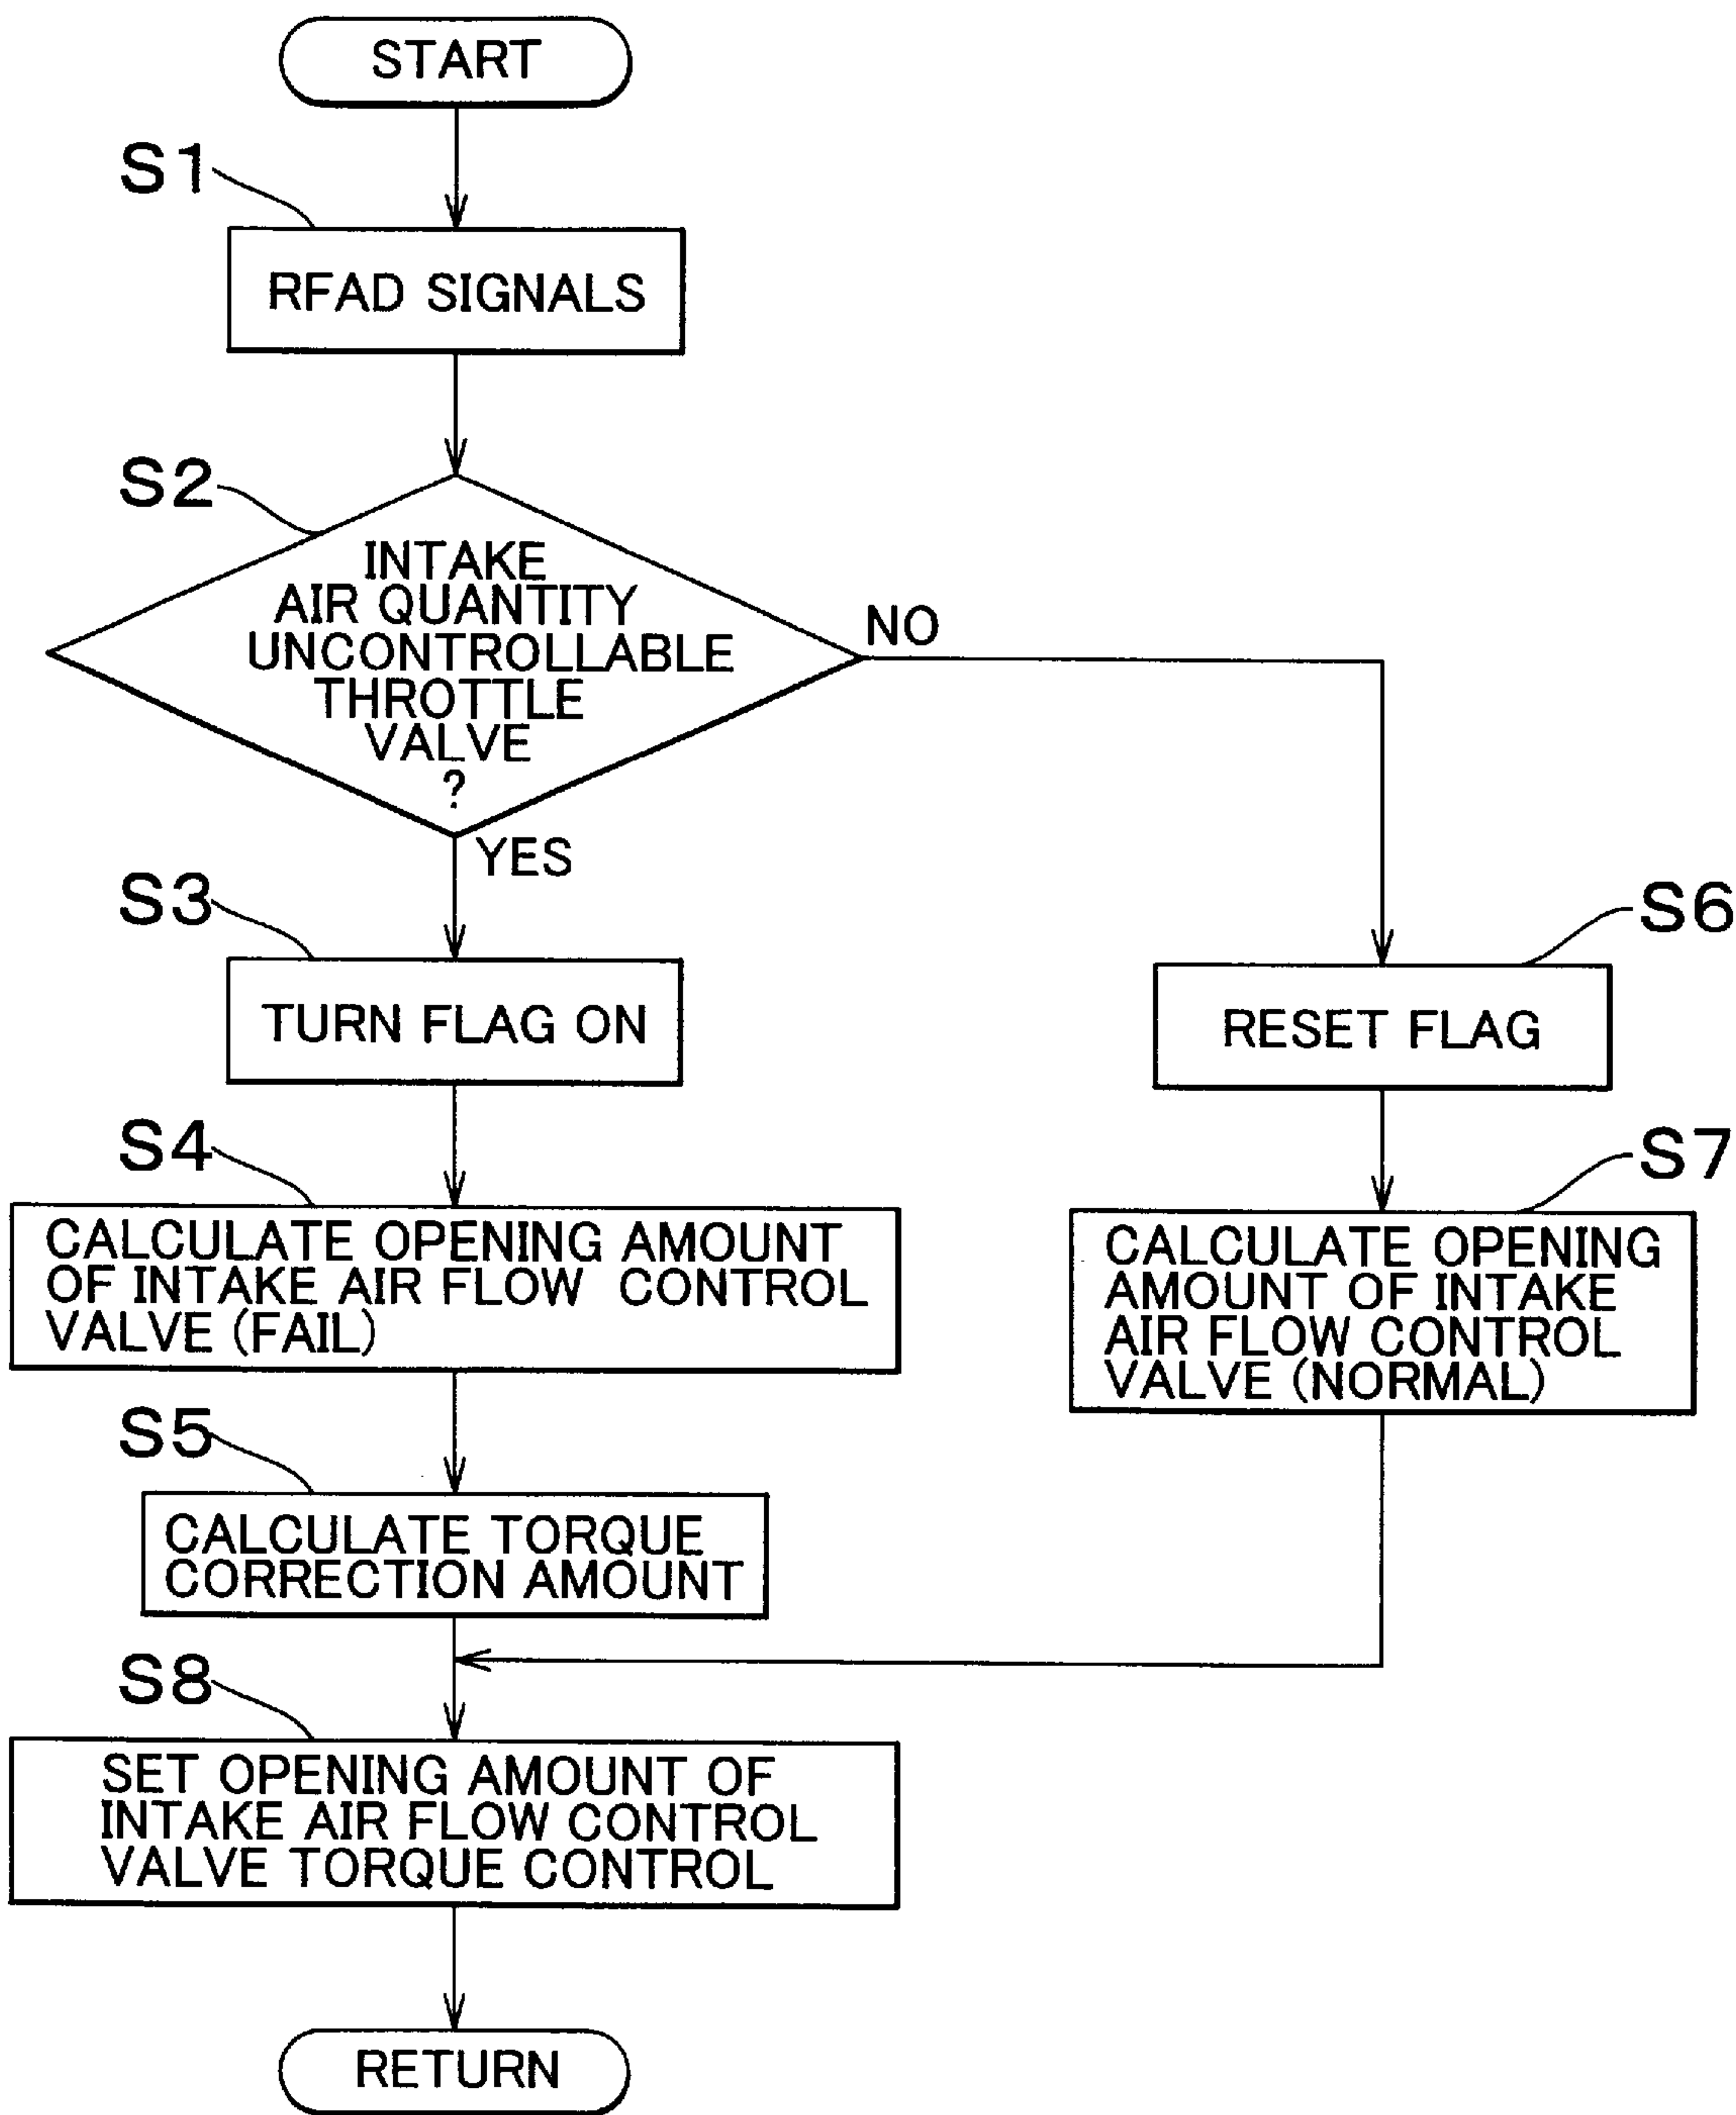 START
S1
RFAD SIGNALS
S2
INTAKE
AIR QUANTITY
UNCONTROLLABLE
THROTTLE
VALVE
?
NO
YES
S3
TURN FLAG ON
S6
RESET FLAG
S4
CALCULATE OPENING AMOUNT
OF INTAKE AIR FLOW CONTROL
VALVE (FAIL)
S7
CALCULATE OPENING
AMOUNT OF INTAKE
AIR FLOW CONTROL
VALVE (NORMAL)
S5
CALCULATE TORQUE
CORRECTION AMOUNT
S8
SET OPENING AMOUNT OF
INTAKE AIR FLOW CONTROL
VALVE TORQUE CONTROL
RETURN